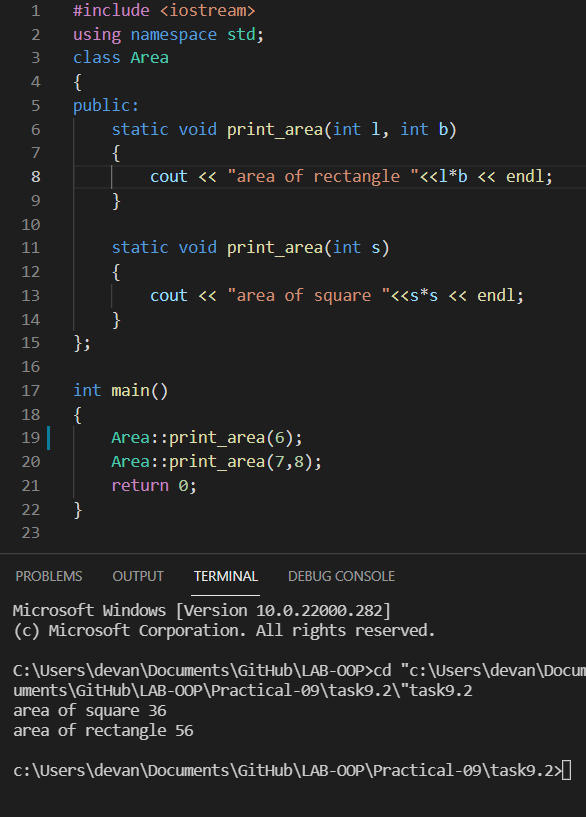 1 #include <iostream>
2 using namespace std;
3 class Area
4 {
5 public:
6     static void print_area(int l, int b)
7     {
8         cout << "area of rectangle "<<l*b << endl;
9     }
10
11     static void print_area(int s)
12     {
13         cout << "area of square "<<s*s << endl;
14     }
15 };
16
17 int main()
18 {
19     Area::print_area(6);
20     Area::print_area(7,8);
21     return 0;
22 }
23
PROBLEMS OUTPUT TERMINAL DEBUG CONSOLE
Microsoft Windows [Version 10.0.22000.282]
(c) Microsoft Corporation. All rights reserved.
C:\Users\devan\Documents\GitHub\LAB-OOP>cd "c:\Users\devan\Docum
uments\GitHub\LAB-OOP\Practical-09\task9.2\"task9.2
area of square 36
area of rectangle 56
c:\Users\devan\Documents\GitHub\LAB-OOP\Practical-09\task9.2>